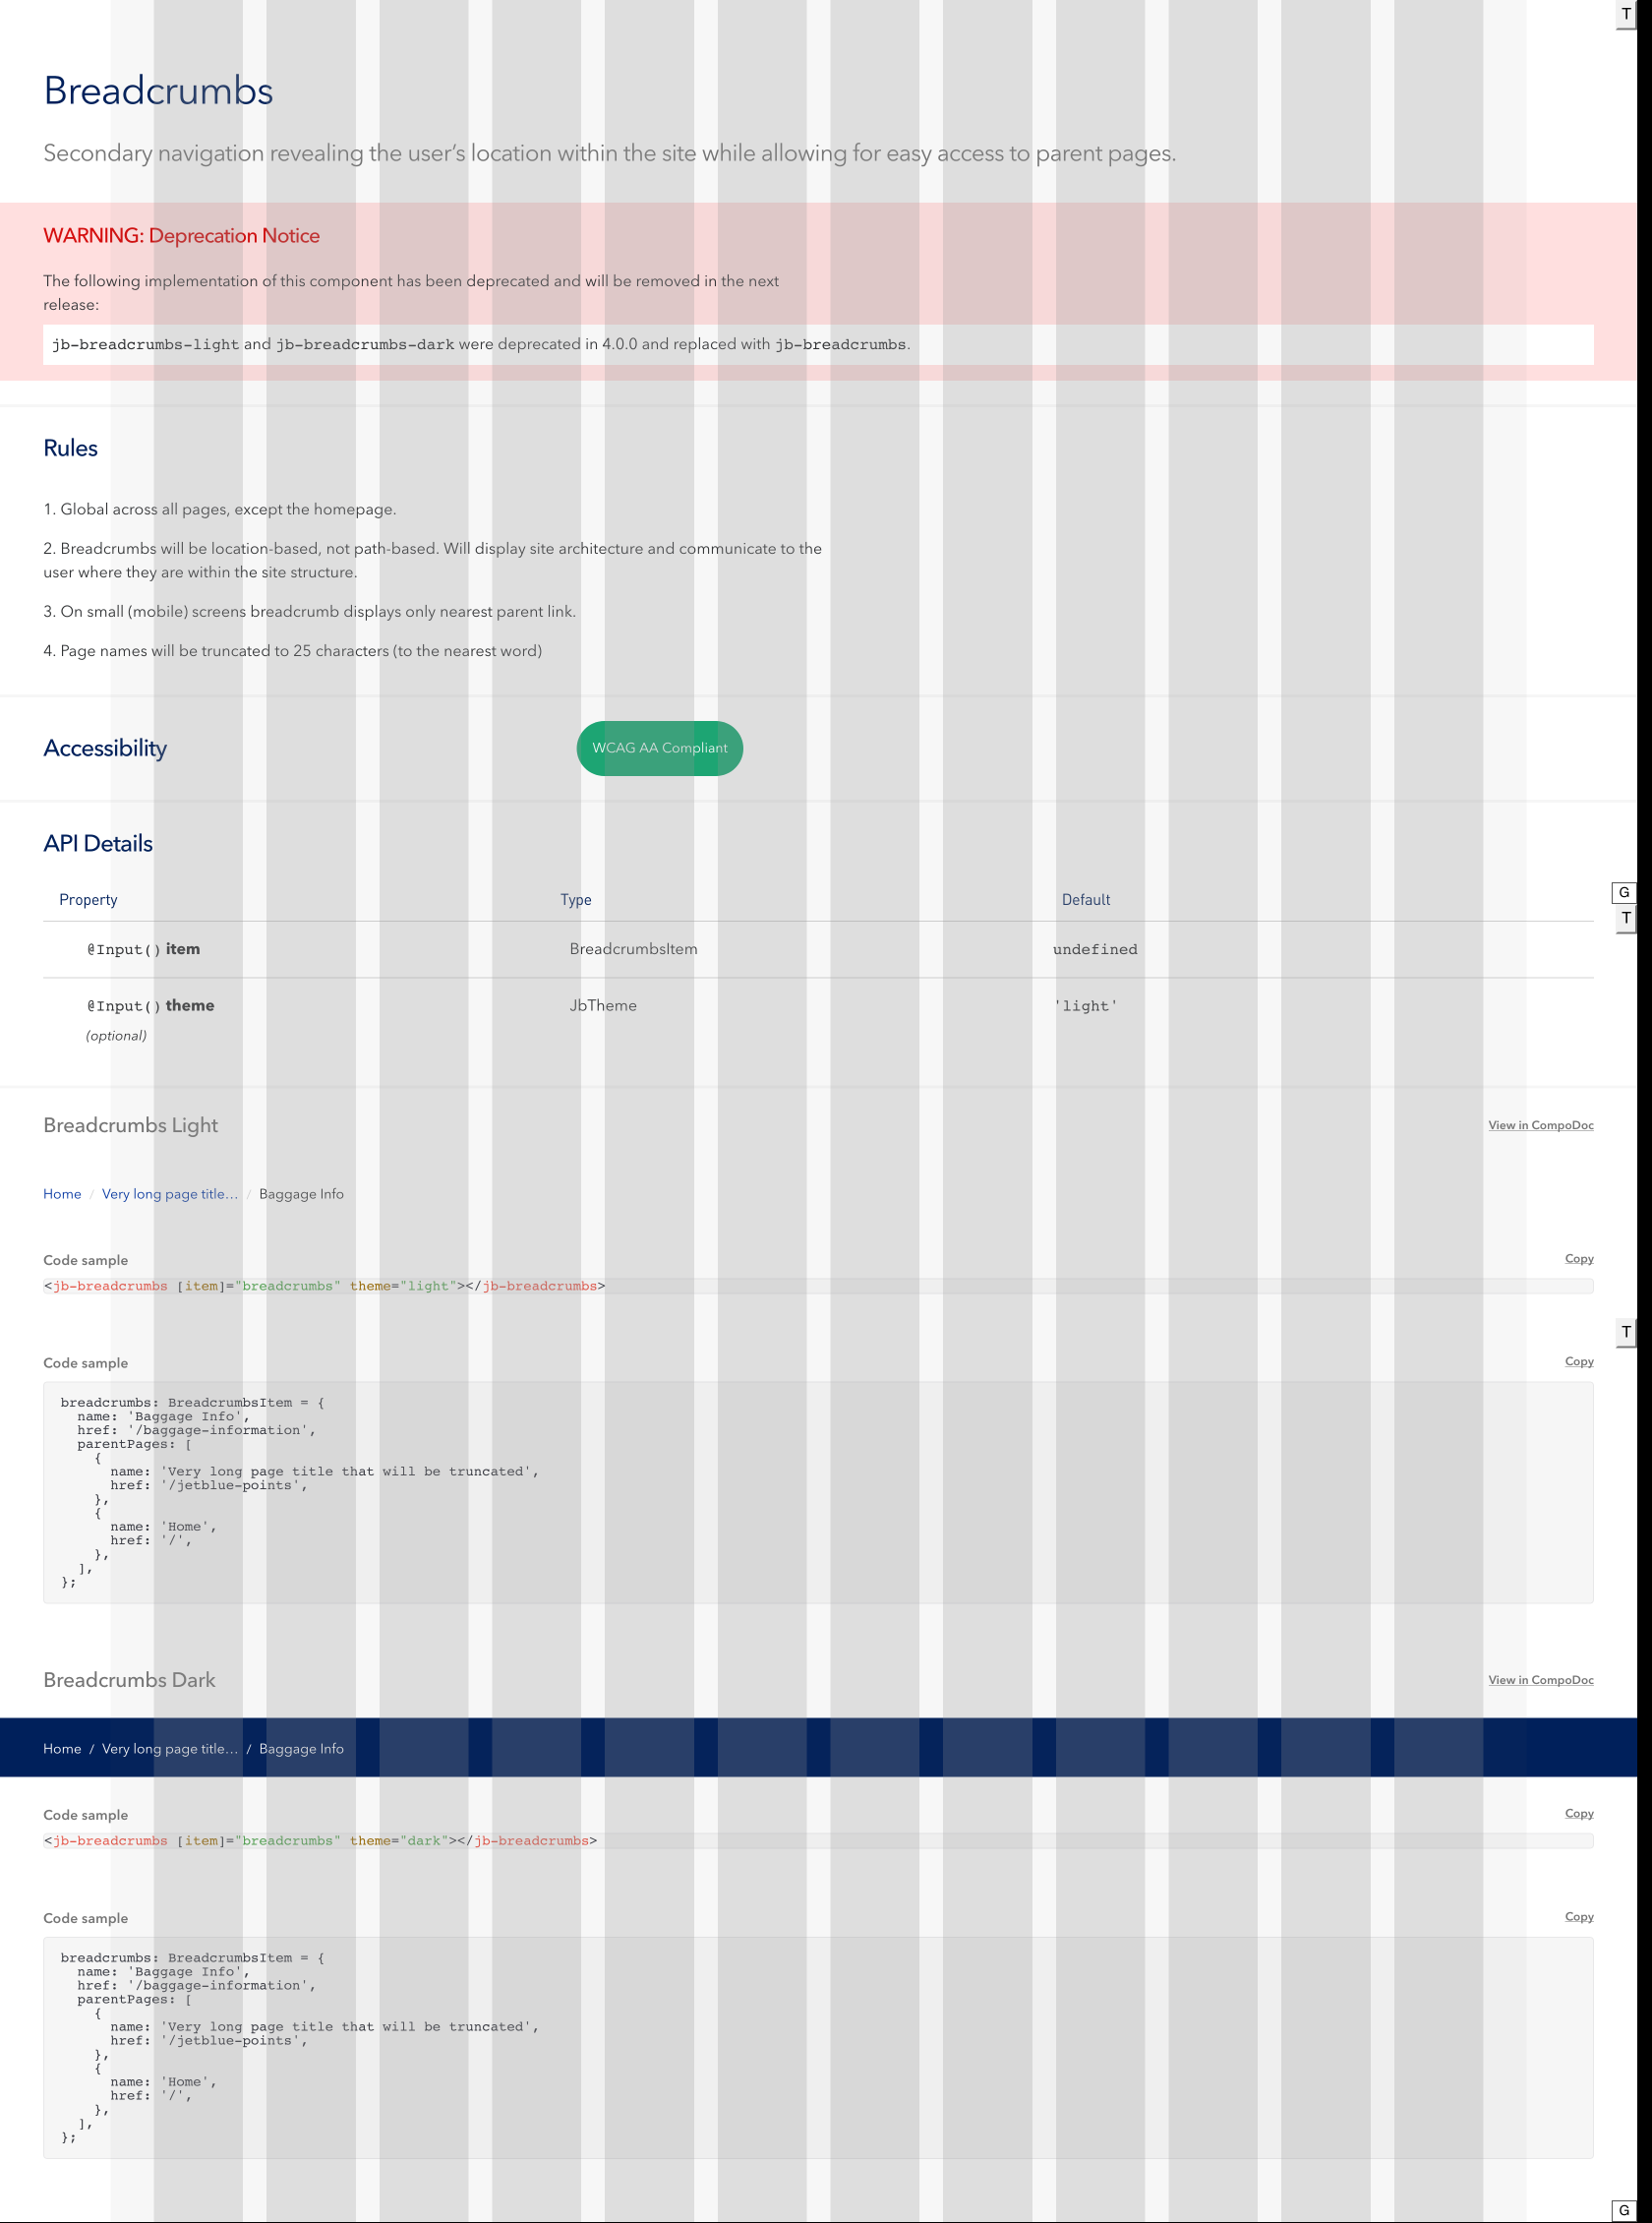 T
Breadcrumbs
Secondary navigation revealing the user’s location within the site while allowing for easy access to parent pages.
WARNING: Deprecation Notice
The following implementation of this component has been deprecated and will be removed in the next
release:
jb-breadcrumbs-light and jb-breadcrumbs-dark were deprecated in 4.0.0 and replaced with jb-breadcrumbs.
Rules
1. Global across all pages, except the homepage.
2. Breadcrumbs will be location-based, not path-based. Will display site architecture and communicate to the
user where they are within the site structure.
3. On small (mobile) screens breadcrumb displays only nearest parent link.
4. Page names will be truncated to 25 characters (to the nearest word)
Accessibility WCAG AA Compliant
API Details
Property Type Default
G
T
@Input() item BreadcrumbsItem undefined
@Input() theme JbTheme 'light'
(optional)
Breadcrumbs Light View in CompoDoc
Home / Very long page title… / Baggage Info
Code sample Copy
<jb-breadcrumbs [item]="breadcrumbs" theme="light"></jb-breadcrumbs>
T
Code sample Copy
breadcrumbs: BreadcrumbsItem = {
  name: 'Baggage Info',
  href: '/baggage-information',
  parentPages: [
    {
      name: 'Very long page title that will be truncated',
      href: '/jetblue-points',
    },
    {
      name: 'Home',
      href: '/',
    },
  ],
};
Breadcrumbs Dark View in CompoDoc
Home / Very long page title… / Baggage Info
Code sample Copy
<jb-breadcrumbs [item]="breadcrumbs" theme="dark"></jb-breadcrumbs>
Code sample Copy
breadcrumbs: BreadcrumbsItem = {
  name: 'Baggage Info',
  href: '/baggage-information',
  parentPages: [
    {
      name: 'Very long page title that will be truncated',
      href: '/jetblue-points',
    },
    {
      name: 'Home',
      href: '/',
    },
  ],
};
G